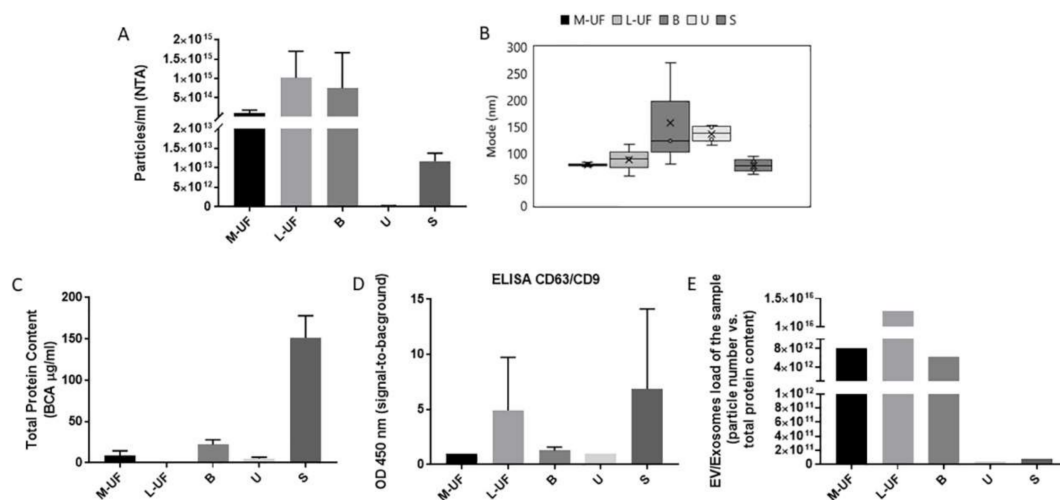 A
Particles/ml (NTA)
2×10¹⁵
1.5×10¹⁵
1×10¹⁵
5×10¹⁴
2×10¹³
2×10¹³
1×10¹³
5×10¹²
0
M-UF
L-UF
B
U
S
M-UF L-UF B U S
B
Mode (nm)
300
250
200
150
100
50
0
C
Total Protein Content
(BCA µg/ml)
200
150
100
50
0
M-UF
L-UF
B
U
S
D
ELISA CD63/CD9
OD 450 nm (signal-to-bacground)
15
10
5
0
M-UF
L-UF
B
U
S
E
EV/Exosomes load of the sample
(particle number vs.
total protein content)
1.5×10¹⁶
1×10¹⁶
8×10¹²
4×10¹²
1×10¹²
8×10¹¹
6×10¹¹
4×10¹¹
2×10¹¹
0
M-UF
L-UF
B
U
S